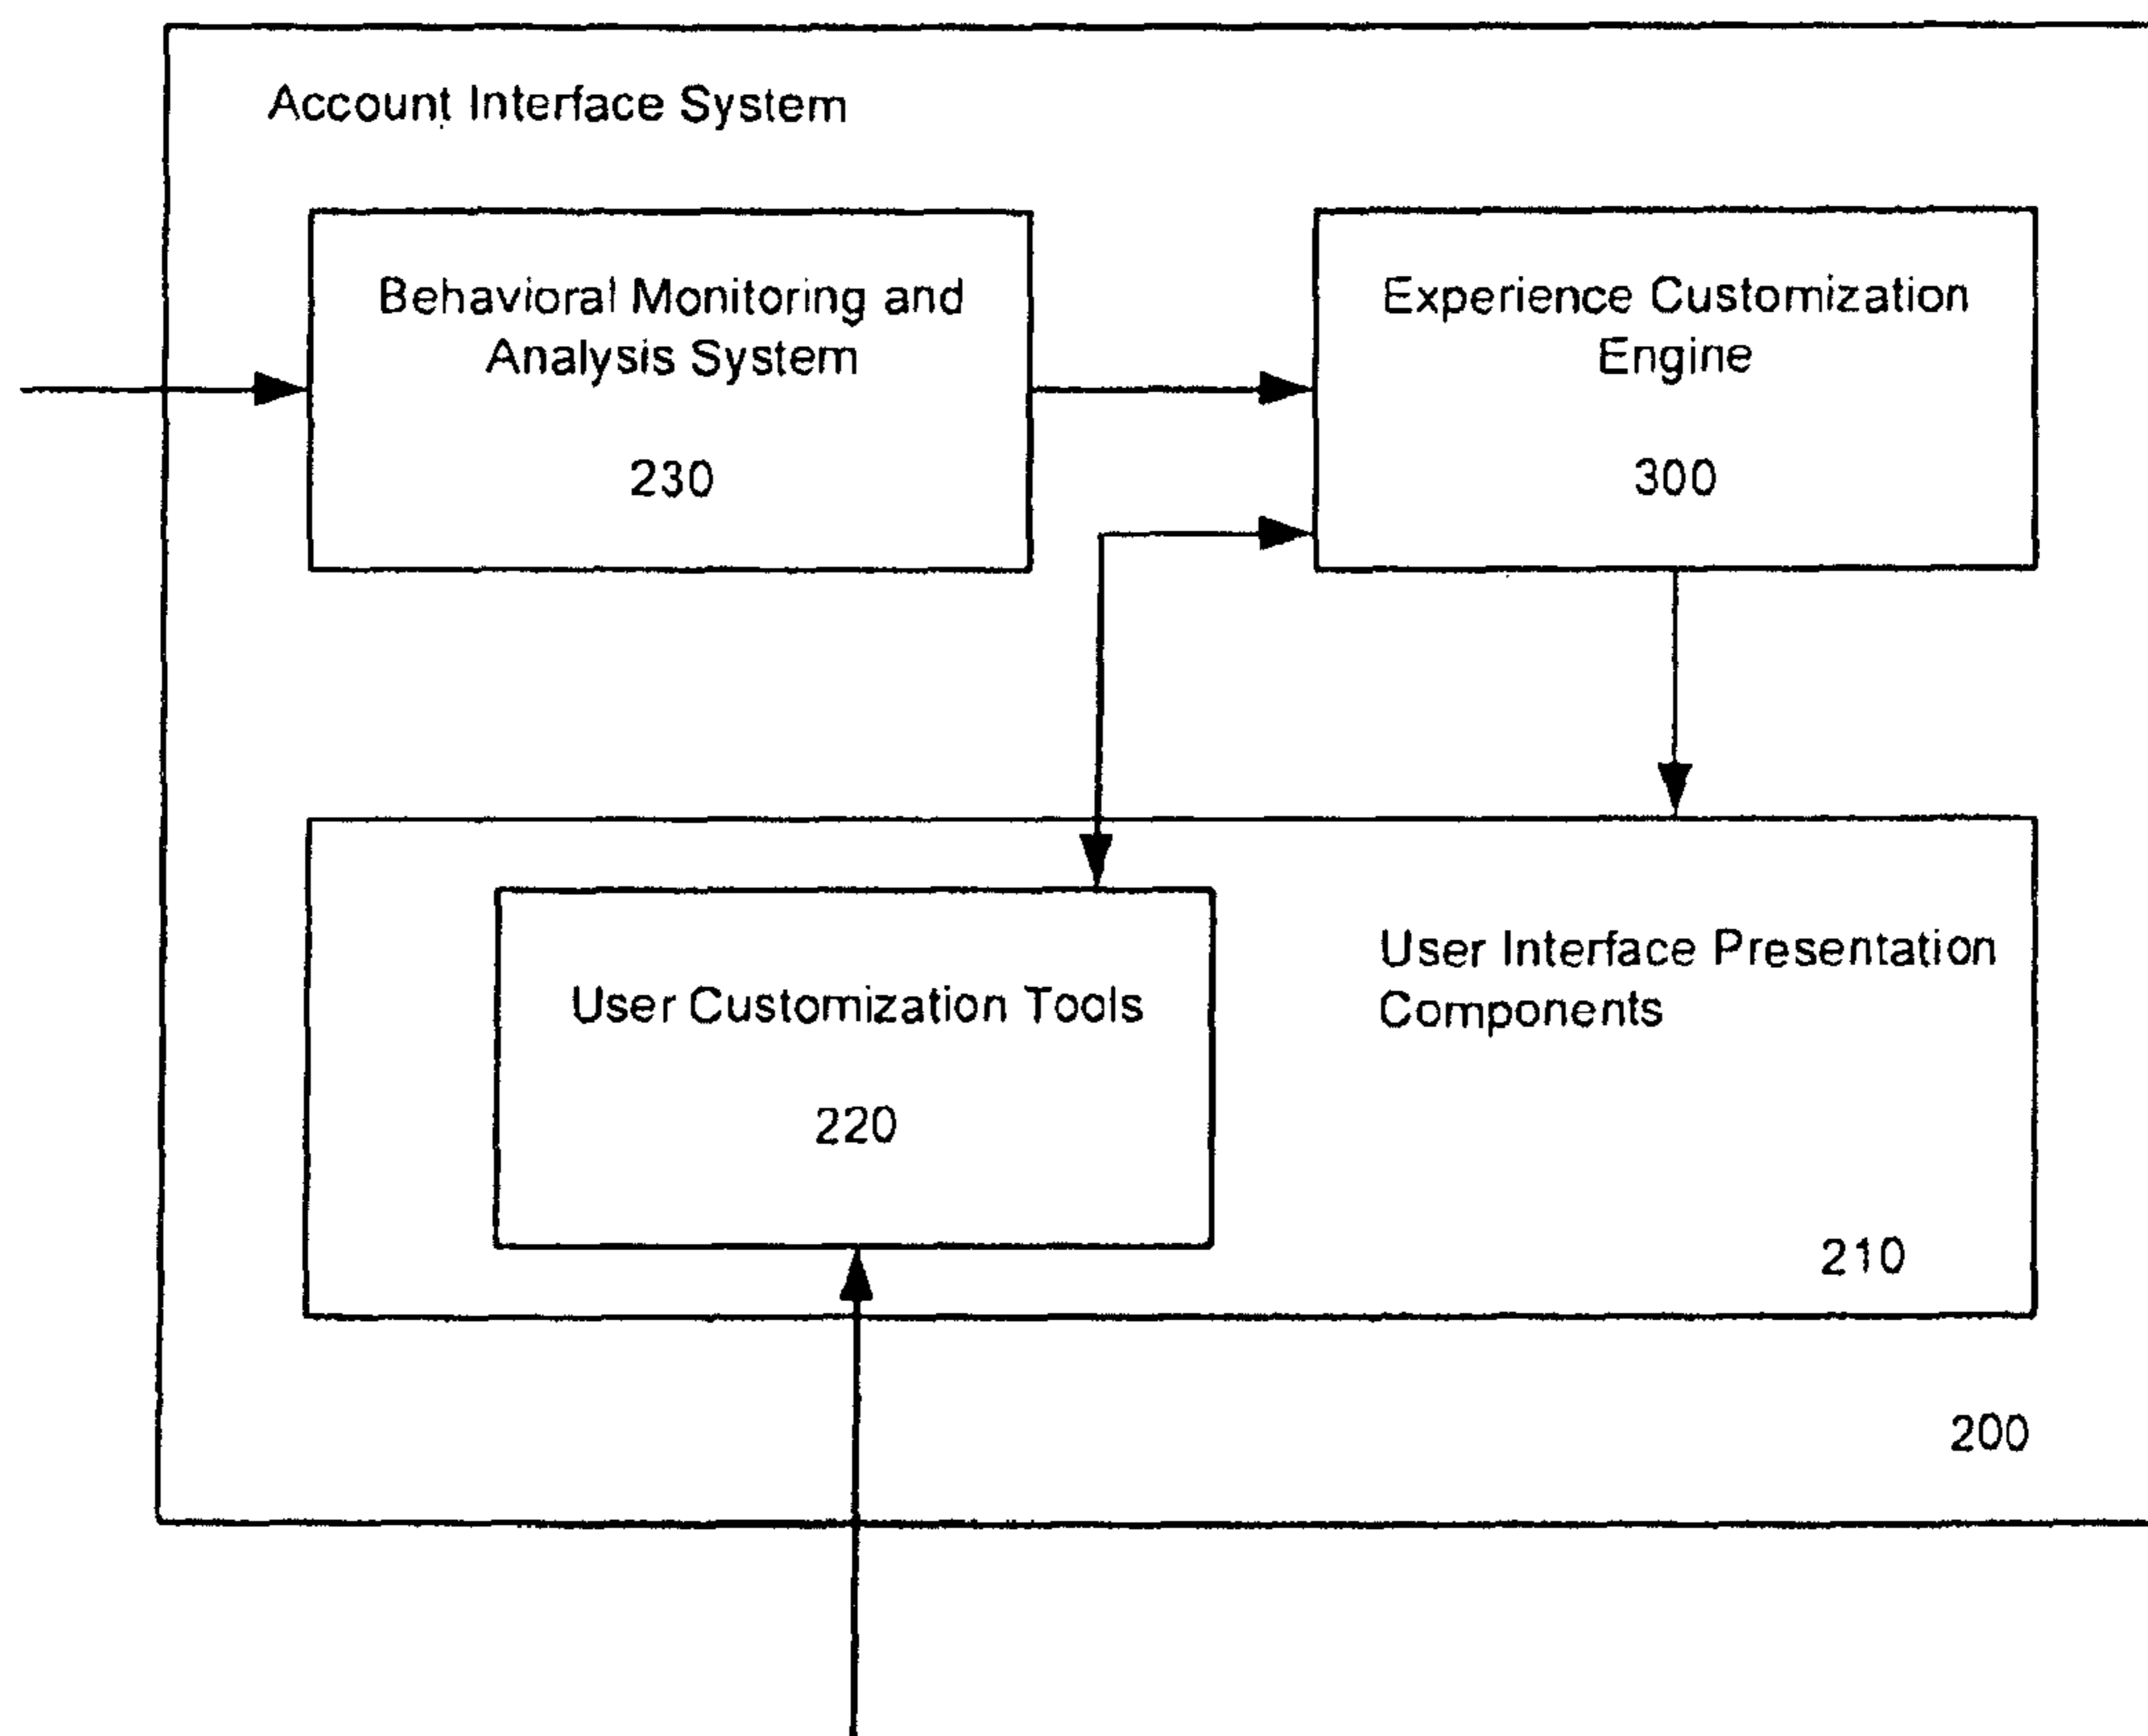 Account Interface System
Behavioral Monitoring and
Analysis System
230
Experience Customization
Engine
300
User Customization Tools
220
User Interface Presentation
Components
210
200